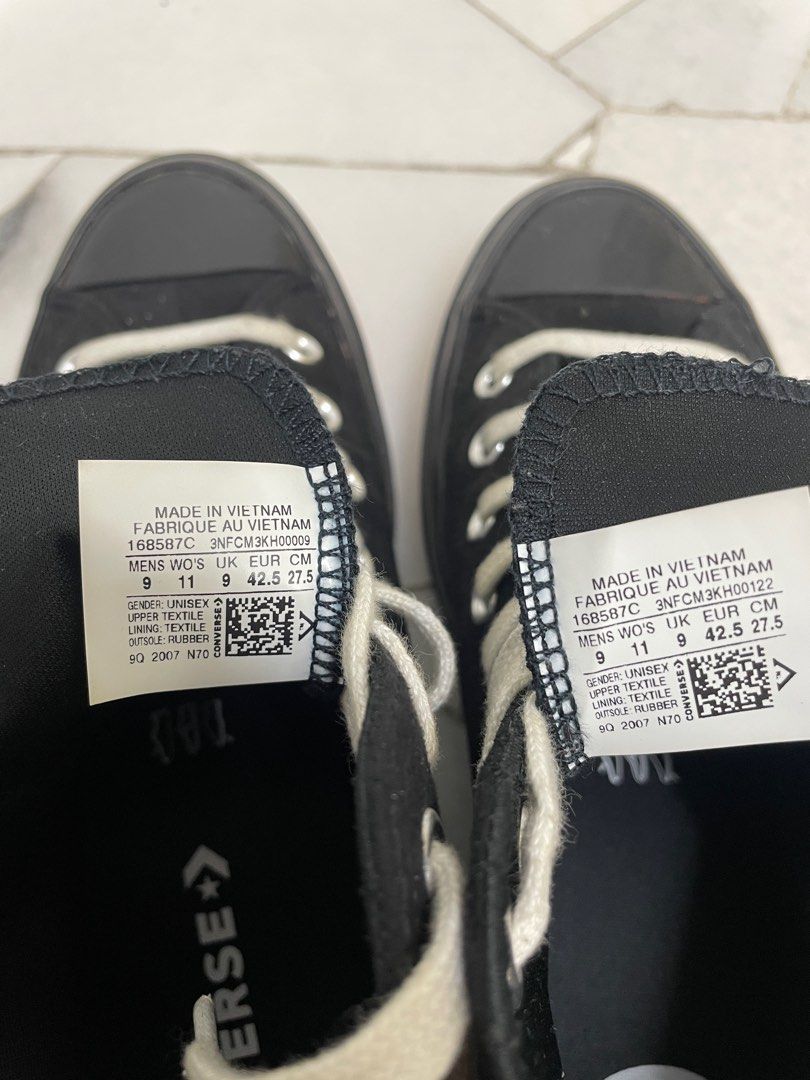 MADE IN VIETNAM
FABRIQUE AU VIETNAM
168587C 3NFCM3KH00009
MENS WO'S UK EUR CM
9 11 9 42.5 27.5
GENDER: UNISEX
UPPER TEXTILE
LINING: TEXTILE
OUTSOLE: RUBBER
9Q 2007 N70
CONVERSE
MADE IN VIETNAM
FABRIQUE AU VIETNAM
168587C 3NFCM3KH00122
MENS WO'S UK EUR CM
9 11 9 42.5 27.5
GENDER: UNISEX
UPPER TEXTILE
LINING: TEXTILE
OUTSOLE: RUBBER
9Q 2007 N70
CONVERSE
ERSE